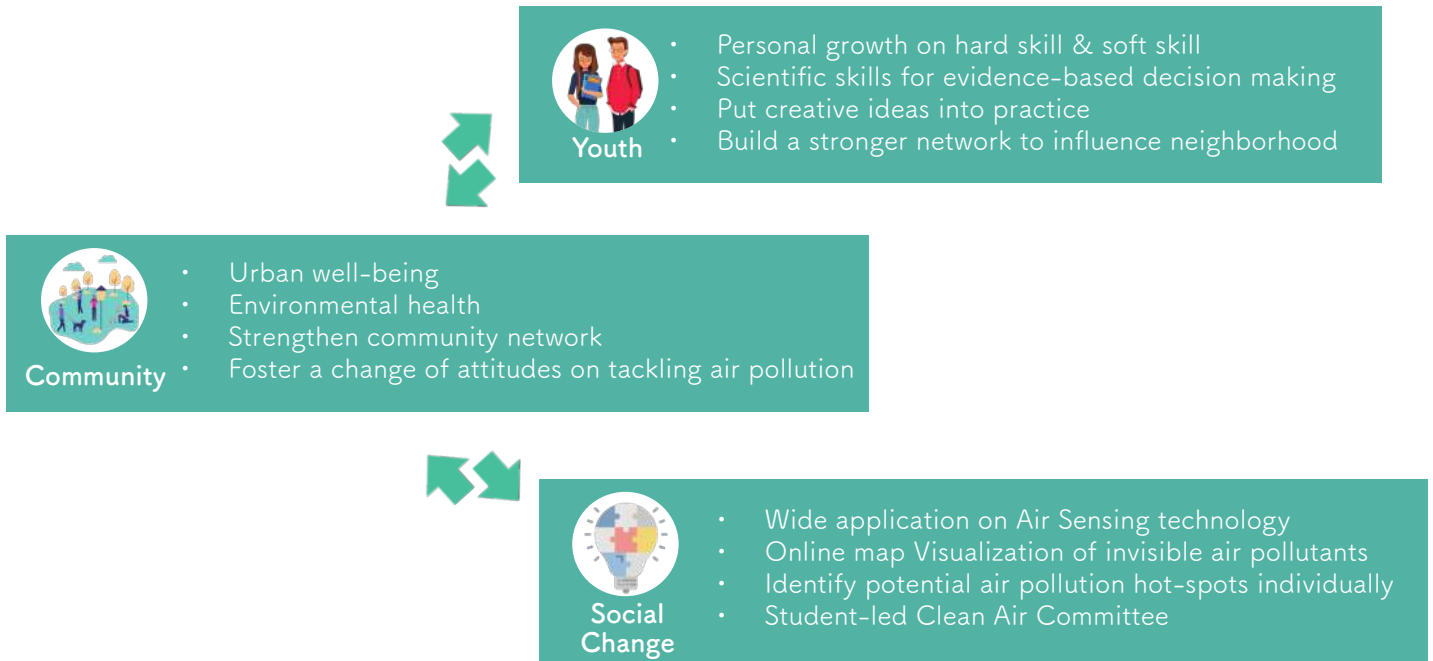 • Personal growth on hard skill & soft skill
• Scientific skills for evidence-based decision making
• Put creative ideas into practice
• Build a stronger network to influence neighborhood
Youth
• Urban well-being
• Environmental health
• Strengthen community network
• Foster a change of attitudes on tackling air pollution
Community
• Wide application on Air Sensing technology
• Online map Visualization of invisible air pollutants
• Identify potential air pollution hot-spots individually
• Student-led Clean Air Committee
Social
Change